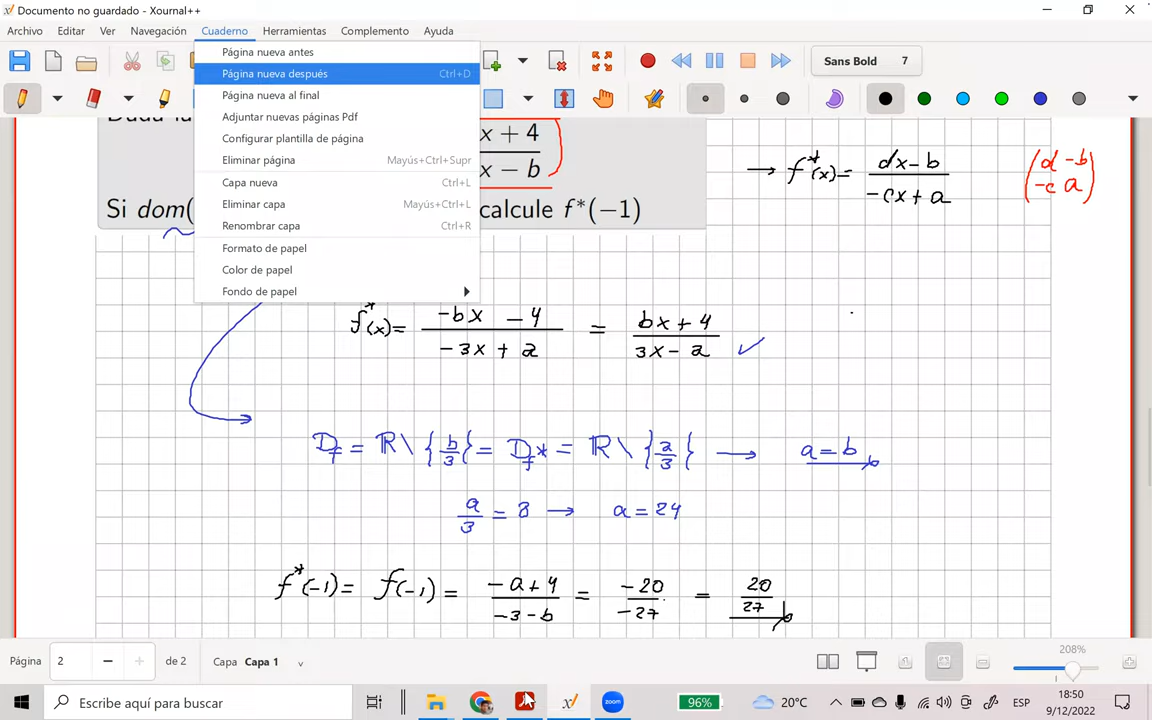 Documento no guardado - Xournal++
Archivo Editar Ver Navegación Cuaderno Herramientas Complemento Ayuda
Sans Bold 7
Página nueva antes
Página nueva después Ctrl+D
Página nueva al final
Adjuntar nuevas páginas Pdf
Configurar plantilla de página
Eliminar página Mayús+Ctrl+Supr
Capa nueva Ctrl+L
Eliminar capa Mayús+Ctrl+L
Renombrar capa Ctrl+R
Formato de papel
Color de papel
Fondo de papel
x + 4
x − b
Si dom( calcule f*(−1)
→ f*(x)= dx-b / -cx+a
(d -b
-c a)
f*(x)= -bx -4 / -3x + a = bx+4 / 3x-a ✓
D_f = ℝ\{b/3} = D_f* = ℝ\{a/3} → a=b
a/3 = 8 → a=24
f*(-1)= f(-1)= -a+4 / -3-b = -20 / -27 = 20/27
Página 2 de 2 Capa Capa 1 208%
Escribe aquí para buscar
zoom
96%
20°C
ESP
18:50
9/12/2022